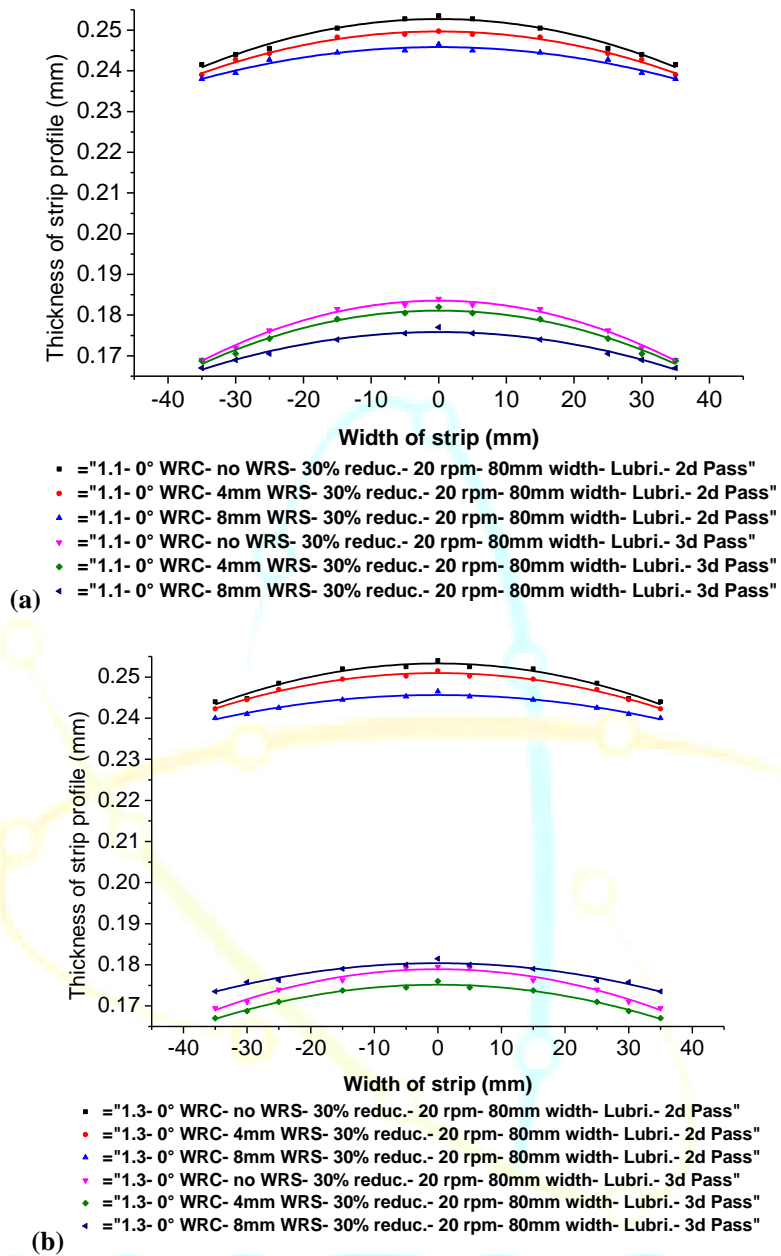 0.25
0.24
0.23
0.22
0.21
0.20
0.19
0.18
0.17
Thickness of strip profile (mm)
-40 -30 -20 -10 0 10 20 30 40
Width of strip (mm)
="1.1- 0° WRC- no WRS- 30% reduc.- 20 rpm- 80mm width- Lubri.- 2d Pass"
="1.1- 0° WRC- 4mm WRS- 30% reduc.- 20 rpm- 80mm width- Lubri.- 2d Pass"
="1.1- 0° WRC- 8mm WRS- 30% reduc.- 20 rpm- 80mm width- Lubri.- 2d Pass"
="1.1- 0° WRC- no WRS- 30% reduc.- 20 rpm- 80mm width- Lubri.- 3d Pass"
="1.1- 0° WRC- 4mm WRS- 30% reduc.- 20 rpm- 80mm width- Lubri.- 3d Pass"
="1.1- 0° WRC- 8mm WRS- 30% reduc.- 20 rpm- 80mm width- Lubri.- 3d Pass"
(a)
0.25
0.24
0.23
0.22
0.21
0.20
0.19
0.18
0.17
Thickness of strip profile (mm)
-40 -30 -20 -10 0 10 20 30 40
Width of strip (mm)
="1.3- 0° WRC- no WRS- 30% reduc.- 20 rpm- 80mm width- Lubri.- 2d Pass"
="1.3- 0° WRC- 4mm WRS- 30% reduc.- 20 rpm- 80mm width- Lubri.- 2d Pass"
="1.3- 0° WRC- 8mm WRS- 30% reduc.- 20 rpm- 80mm width- Lubri.- 2d Pass"
="1.3- 0° WRC- no WRS- 30% reduc.- 20 rpm- 80mm width- Lubri.- 3d Pass"
="1.3- 0° WRC- 4mm WRS- 30% reduc.- 20 rpm- 80mm width- Lubri.- 3d Pass"
="1.3- 0° WRC- 8mm WRS- 30% reduc.- 20 rpm- 80mm width- Lubri.- 3d Pass"
(b)